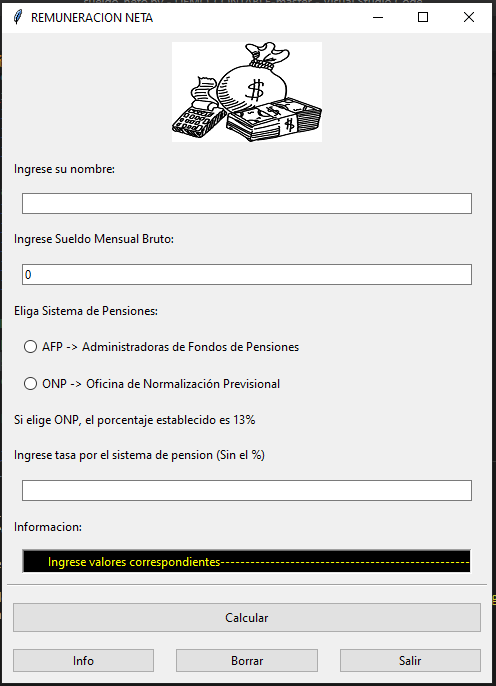 REMUNERACION NETA
Ingrese su nombre:
Ingrese Sueldo Mensual Bruto:
0
Eliga Sistema de Pensiones:
AFP -> Administradoras de Fondos de Pensiones
ONP -> Oficina de Normalización Previsional
Si elige ONP, el porcentaje establecido es 13%
Ingrese tasa por el sistema de pension (Sin el %)
Informacion:
Ingrese valores correspondientes--------------------------------------------------
Calcular
Info Borrar Salir